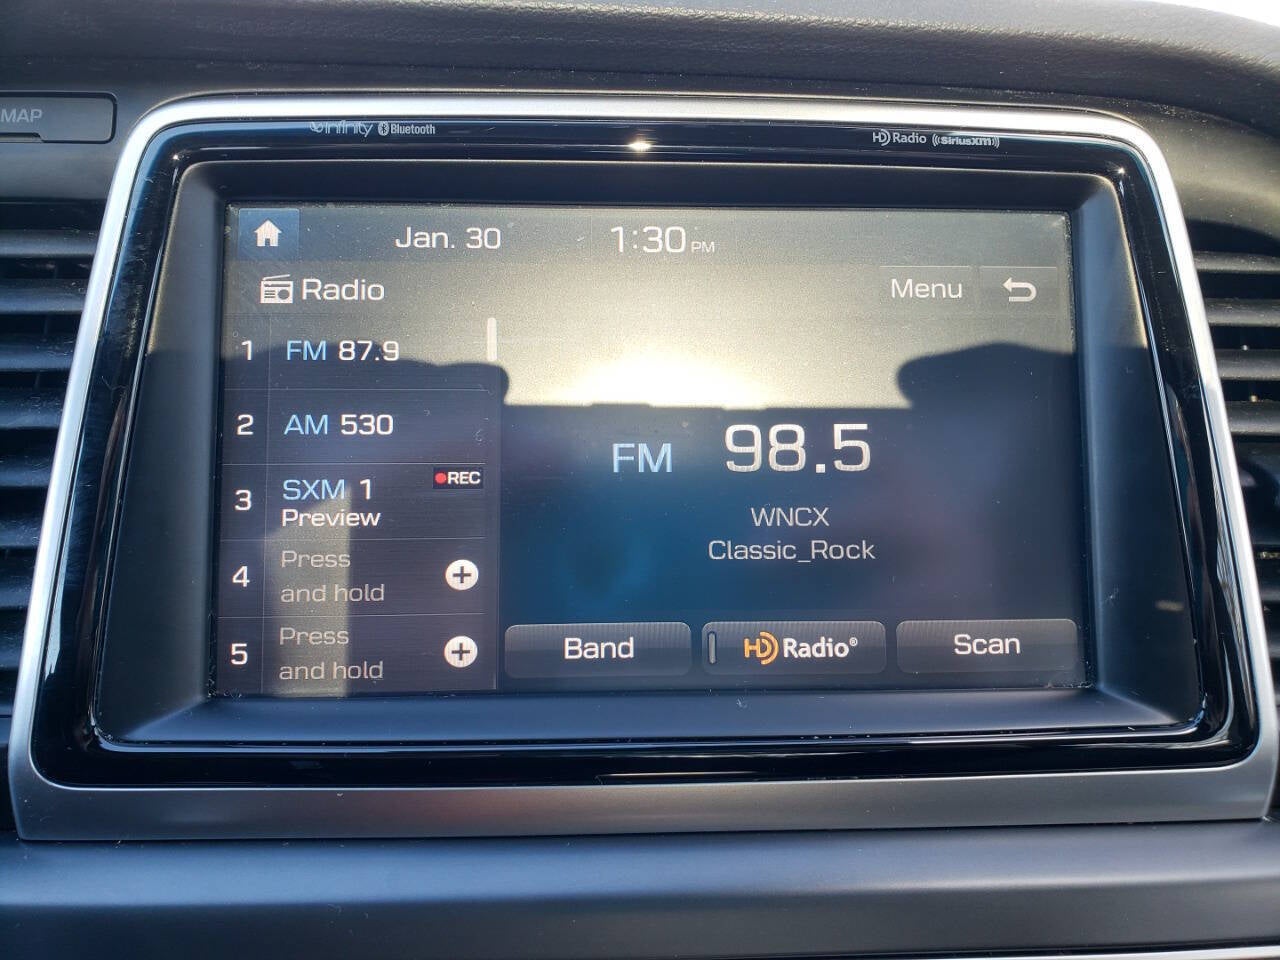 MAP
infinity Bluetooth
HD Radio ((SiriusXM))
Jan. 30 1:30 PM
Radio
Menu
1 FM 87.9
2 AM 530
3 SXM 1 REC
Preview
4 Press
and hold
5 Press
and hold
FM 98.5
WNCX
Classic_Rock
Band
HD Radio®
Scan